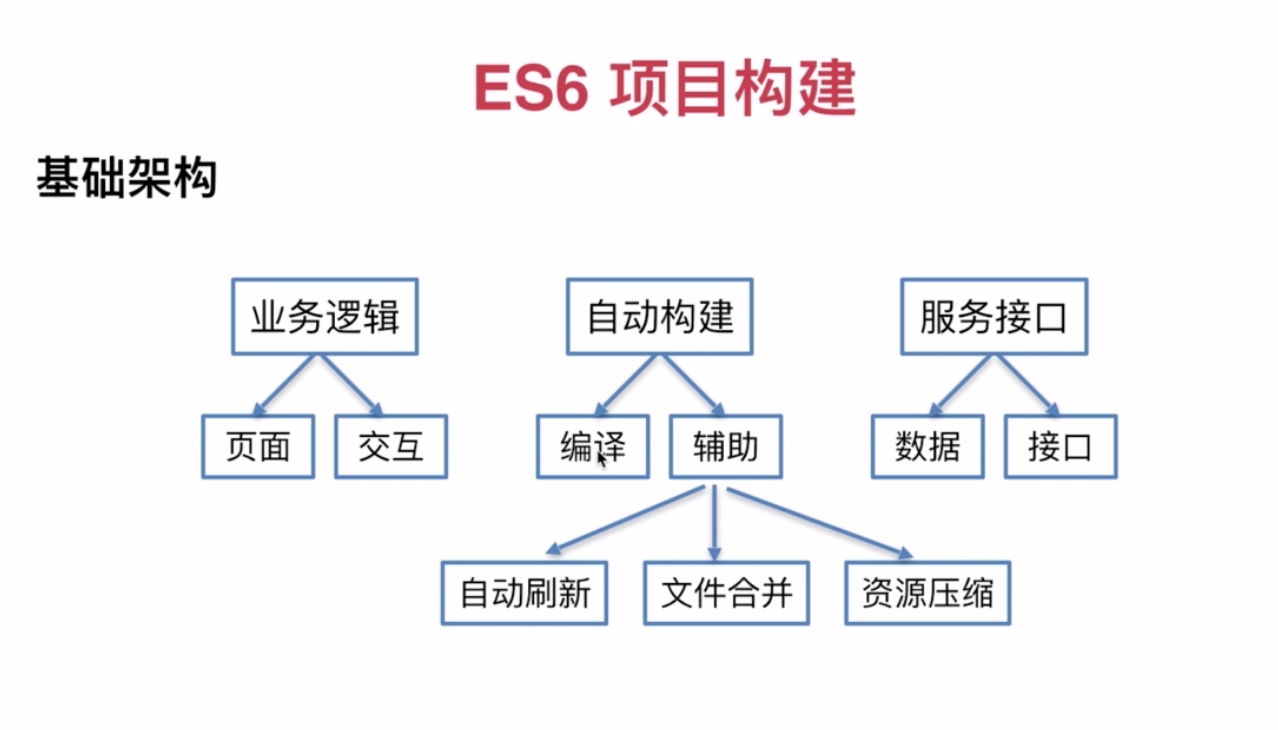 ES6 项目构建
基础架构
业务逻辑
自动构建
服务接口
页面
交互
编译
辅助
数据
接口
自动刷新
文件合并
资源压缩